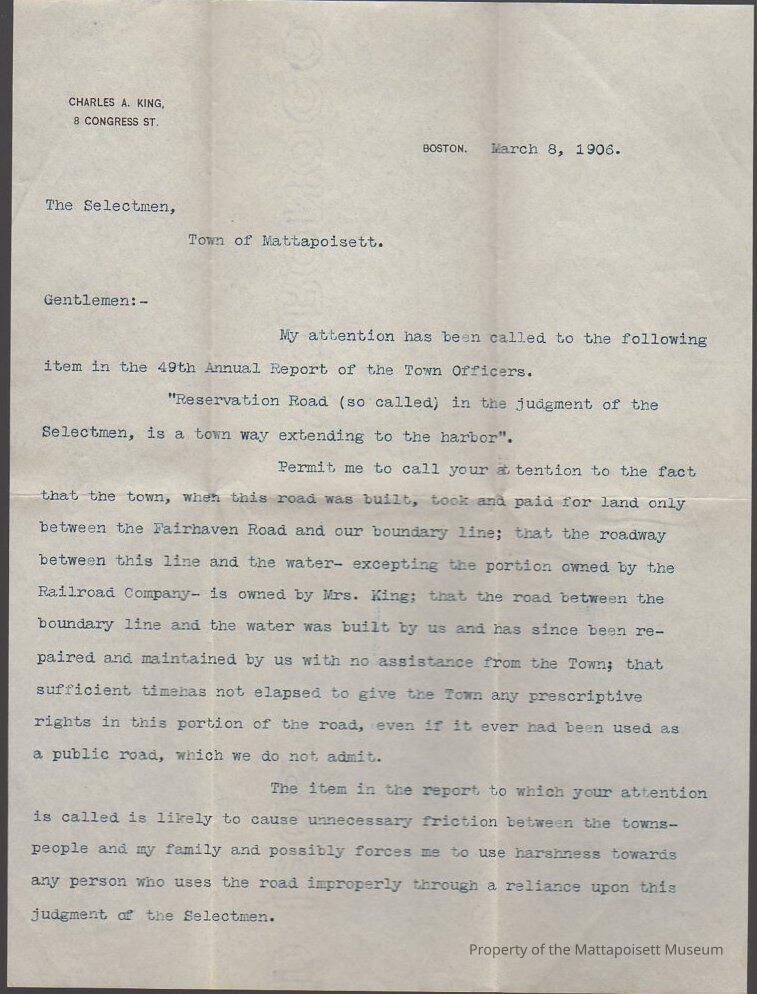 CHARLES A. KING,
8 CONGRESS ST.
BOSTON. March 8, 1906.
The Selectmen,
Town of Mattapoisett.
Gentlemen:-
My attention has been called to the following
item in the 49th Annual Report of the Town Officers.
"Reservation Road (so called) in the judgment of the
Selectmen, is a town way extending to the harbor".
Permit me to call your attention to the fact
that the town, when this road was built, took and paid for land only
between the Fairhaven Road and our boundary line; that the roadway
between this line and the water- excepting the portion owned by the
Railroad Company- is owned by Mrs. King; that the road between the
boundary line and the water was built by us and has since been re-
paired and maintained by us with no assistance from the Town; that
sufficient timehas not elapsed to give the Town any prescriptive
rights in this portion of the road, even if it ever had been used as
a public road, which we do not admit.
The item in the report to which your attention
is called is likely to cause unnecessary friction between the towns-
people and my family and possibly forces me to use harshness towards
any person who uses the road improperly through a reliance upon this
judgment of the Selectmen.
Property of the Mattapoisett Museum